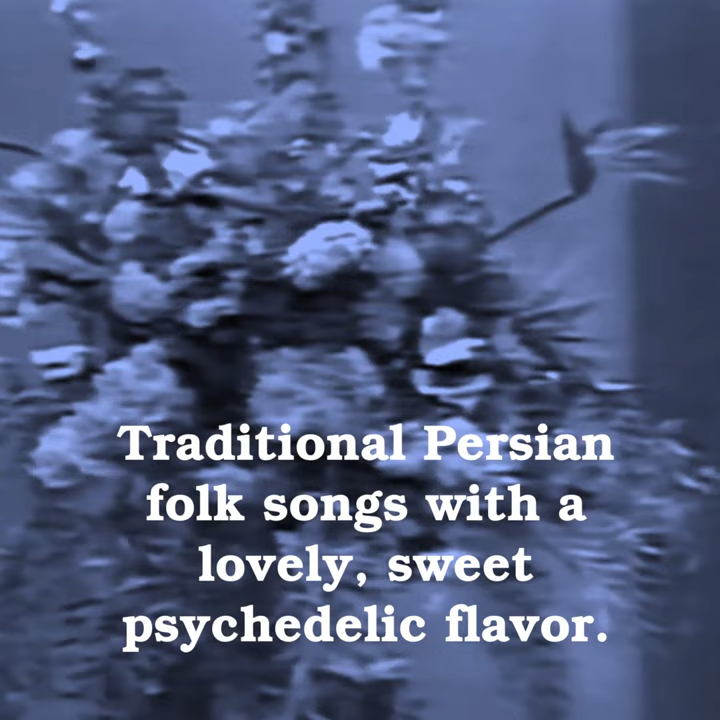 Traditional Persian
folk songs with a
lovely, sweet
psychedelic flavor.